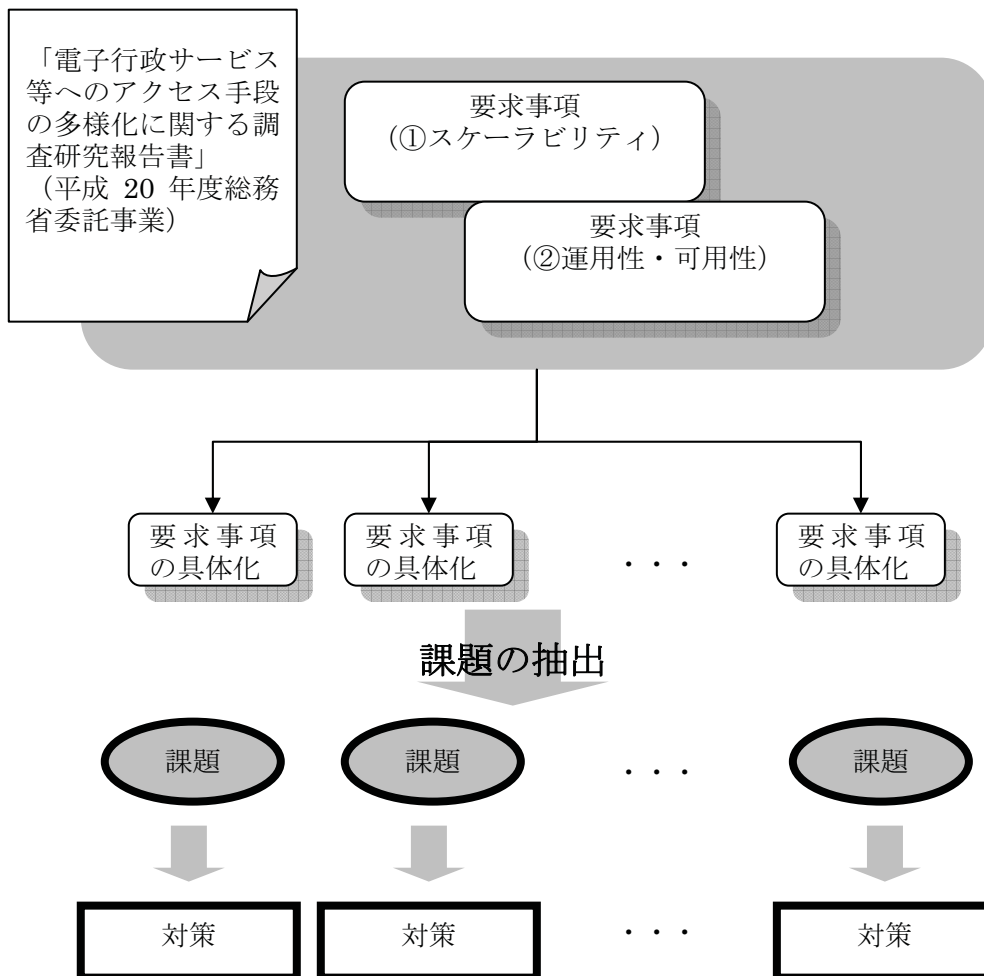 「電子行政サービス
等へのアクセス手段
の多様化に関する調
査研究報告書」
（平成 20 年度総務
省委託事業）
要求事項
（①スケーラビリティ）
要求事項
（②運用性・可用性）
要求事項
の具体化
要求事項
の具体化
・・・
要求事項
の具体化
課題の抽出
課題
課題
・・・
課題
対策
対策
・・・
対策